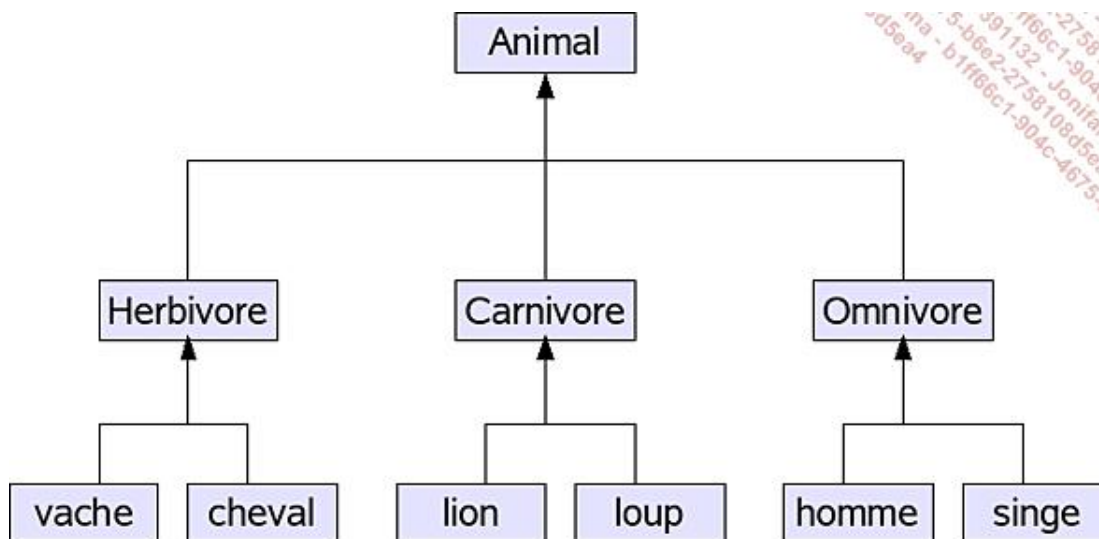 Animal
Herbivore
Carnivore
Omnivore
vache
cheval
lion
loup
homme
singe